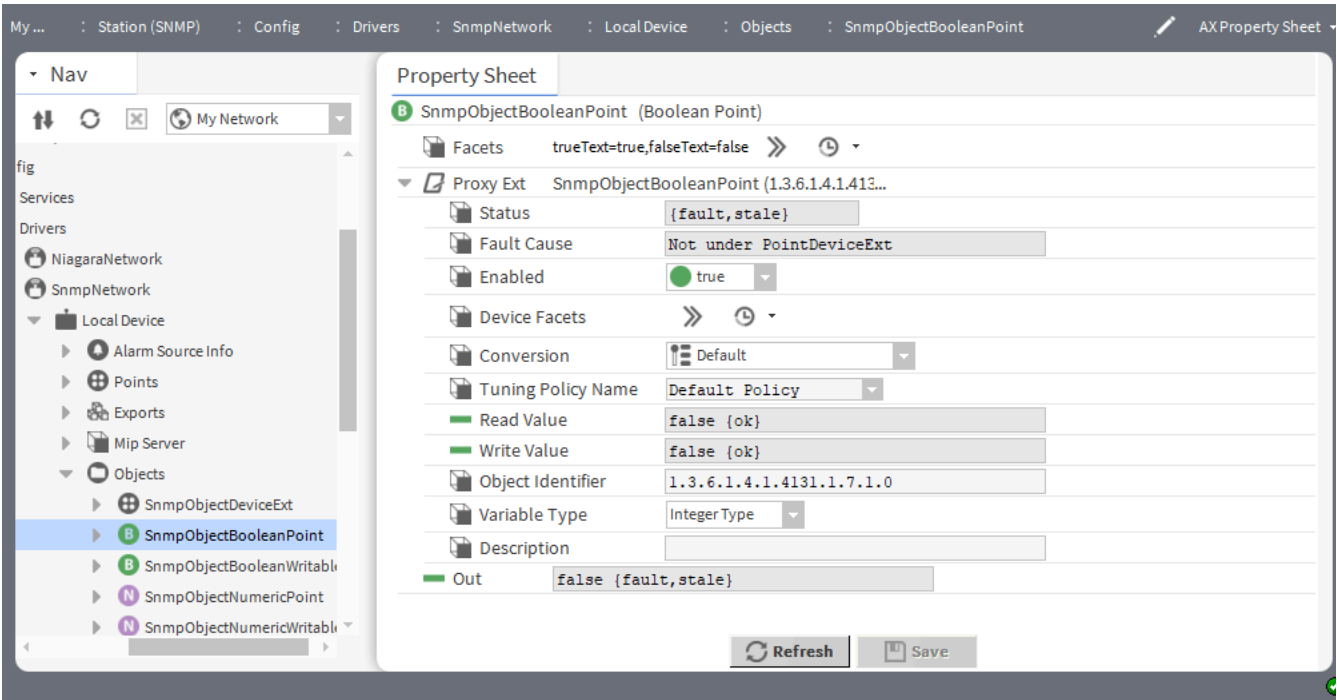 My ... : Station (SNMP) : Config : Drivers : SnmpNetwork : Local Device : Objects : SnmpObjectBooleanPoint AX Property Sheet
Nav
My Network
fig
Services
Drivers
NiagaraNetwork
SnmpNetwork
Local Device
Alarm Source Info
Points
Exports
Mip Server
Objects
SnmpObjectDeviceExt
SnmpObjectBooleanPoint
SnmpObjectBooleanWritable
SnmpObjectNumericPoint
SnmpObjectNumericWritable
Property Sheet
B SnmpObjectBooleanPoint (Boolean Point)
Facets trueText=true,falseText=false
Proxy Ext SnmpObjectBooleanPoint (1.3.6.1.4.1.413...
Status {fault,stale}
Fault Cause Not under PointDeviceExt
Enabled true
Device Facets
Conversion Default
Tuning Policy Name Default Policy
Read Value false {ok}
Write Value false {ok}
Object Identifier 1.3.6.1.4.1.4131.1.7.1.0
Variable Type Integer Type
Description
Out false {fault,stale}
Refresh Save